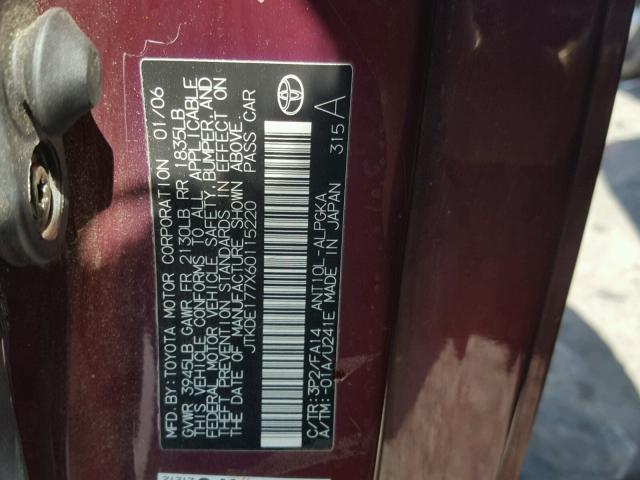 MFD.BY:TOYOTA MOTOR CORPORATION 01/06
GVWR 3945LB GAWR FR 2130LB RR 1835LB
THIS VEHICLE CONFORMS TO ALL APPLICABLE
FEDERAL MOTOR VEHICLE SAFETY,BUMPER,AND
THEFT PREVENTION STANDARDS IN EFFECT ON
THE DATE OF MANUFACTURE SHOWN ABOVE.
JTKDE177X60115220 PASS CAR
C/TR:3P2/FA14 ANT10L-ALPGKA
A/TM:-01A/U241E MADE IN JAPAN 315A